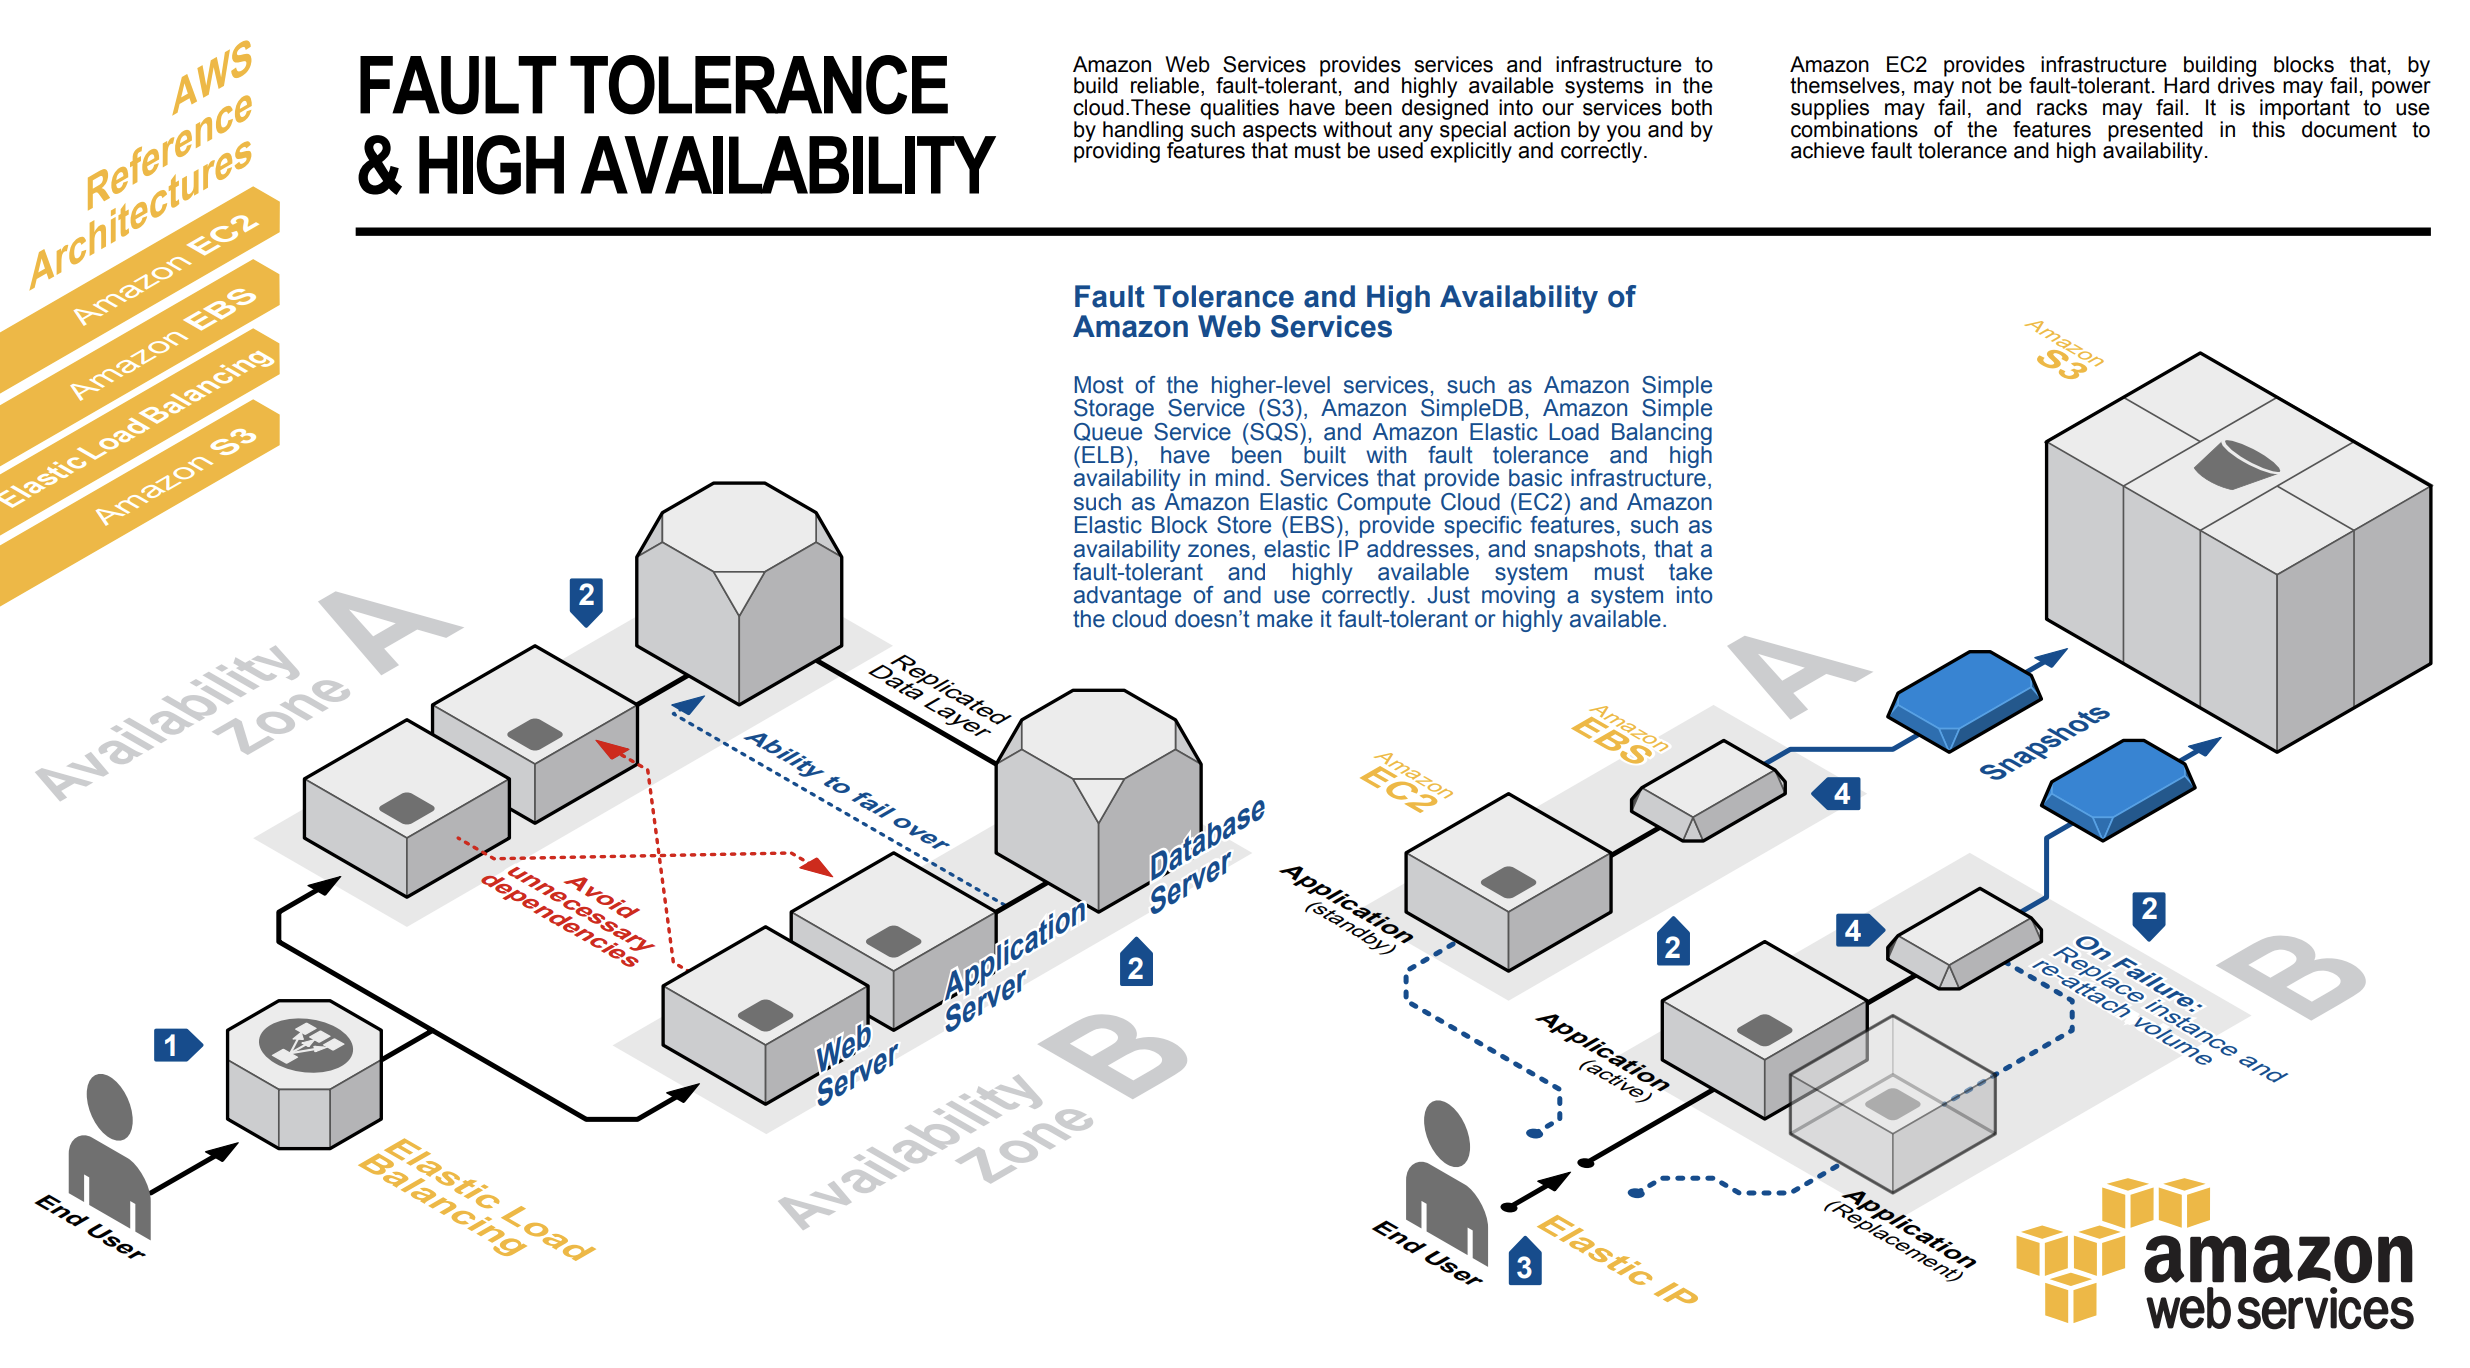 AWS
Reference
Architectures
Amazon EC2
Amazon EBS
Elastic Load Balancing
Amazon S3
FAULT TOLERANCE
& HIGH AVAILABILITY
Amazon Web Services provides services and infrastructure to
build reliable, fault-tolerant, and highly available systems in the
cloud.These qualities have been designed into our services both
by handling such aspects without any special action by you and by
providing features that must be used explicitly and correctly.
Amazon EC2 provides infrastructure building blocks that, by
themselves, may not be fault-tolerant. Hard drives may fail, power
supplies may fail, and racks may fail. It is important to use
combinations of the features presented in this document to
achieve fault tolerance and high availability.
Fault Tolerance and High Availability of
Amazon Web Services
Most of the higher-level services, such as Amazon Simple
Storage Service (S3), Amazon SimpleDB, Amazon Simple
Queue Service (SQS), and Amazon Elastic Load Balancing
(ELB), have been built with fault tolerance and high
availability in mind. Services that provide basic infrastructure,
such as Amazon Elastic Compute Cloud (EC2) and Amazon
Elastic Block Store (EBS), provide specific features, such as
availability zones, elastic IP addresses, and snapshots, that a
fault-tolerant and highly available system must take
advantage of and use correctly. Just moving a system into
the cloud doesn't make it fault-tolerant or highly available.
Availability
Zone
A
2
Replicated
Data Layer
Ability to fail over
Avoid
unnecessary
dependencies
Database
Server
Application
Server
Web
Server
2
1
End User
Elastic Load
Balancing
Availability
Zone
B
Amazon
S3
A
Amazon
EBS
Amazon
EC2
Snapshots
4
Application
(standby)
2
4
2
On Failure:
Replace instance and
re-attach volume
B
Application
(active)
End User
3
Elastic IP
Application
(Replacement)
amazon
web services